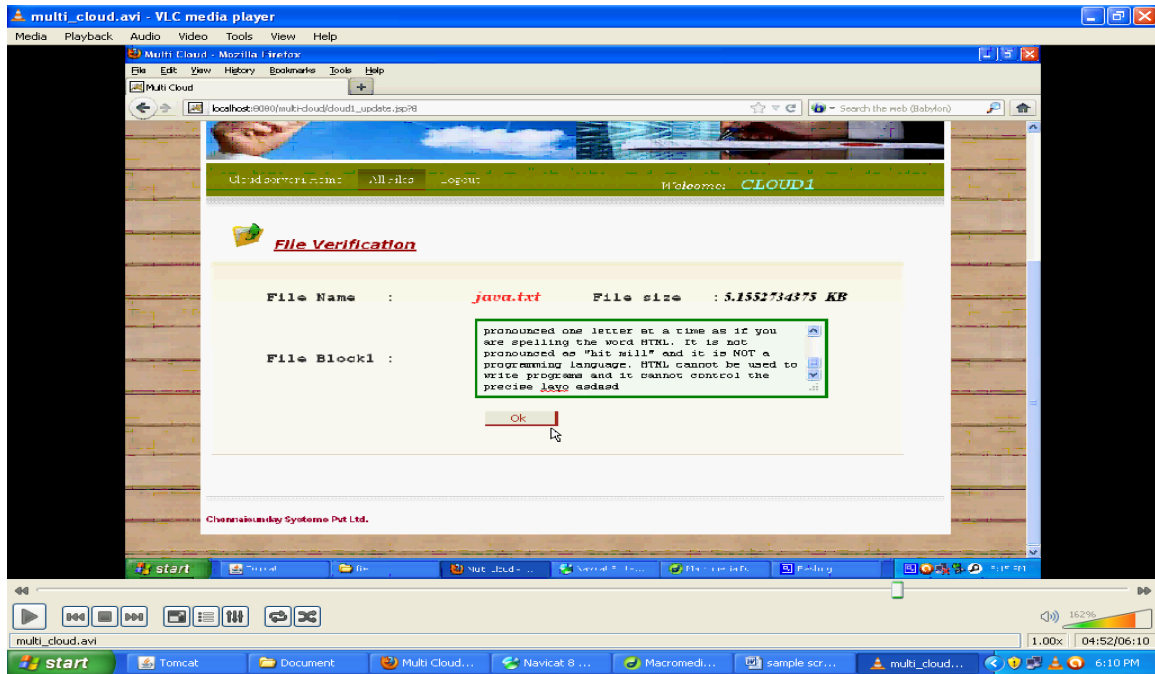 multi_cloud.avi - VLC media player
Media Playback Audio Video Tools View Help
Multi Cloud - Mozilla Firefox
File Edit View History Bookmarks Tools Help
Multi Cloud
localhost:8080/multi-cloud/cloud1_update.jsp?8
Search the web (Babylon)
All Files Logout
Welcome: CLOUD1
File Verification
File Name : java.txt File size : 5.1552734375 KB
pronounced one letter at a time as if you
are spelling the word HTML. It is not
pronounced as "hit mill" and it is NOT a
programming language. HTML cannot be used to
write programs and it cannot control the
precise layo asdasd
File Block1 :
Ok
Chennaisunday Systems Pvt Ltd.
start
162%
multi_cloud.avi 1.00x 04:52/06:10
start Tomcat Document Multi Cloud... Navicat 8 ... Macromedi... sample scr... multi_cloud... 6:10 PM